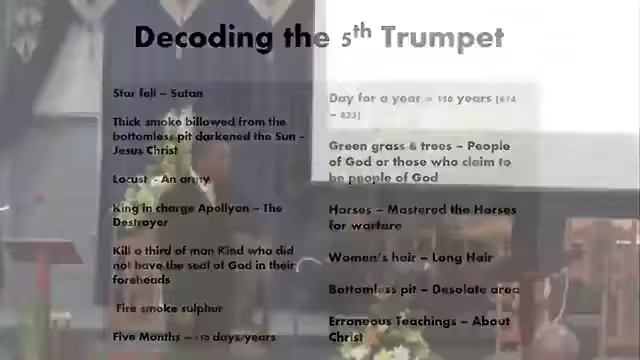 Decoding the 5th Trumpet
Star fell – Satan
Thick smoke billowed from the
bottomless pit darkened the Sun –
Jesus Christ
Locust - An army
King in charge Apollyon – The
Destroyer
Kill a third of man Kind who did
not have the seal of God in their
foreheads
Fire smoke sulphur
Five Months – 150 days/years
Day for a year = 150 years [674
– 823]
Green grass & trees – People
of God or those who claim to
be people of God
Horses – Mastered the Horses
for warfare
Women's hair – Long Hair
Bottomless pit – Desolate area
Erroneous Teachings – About
Christ